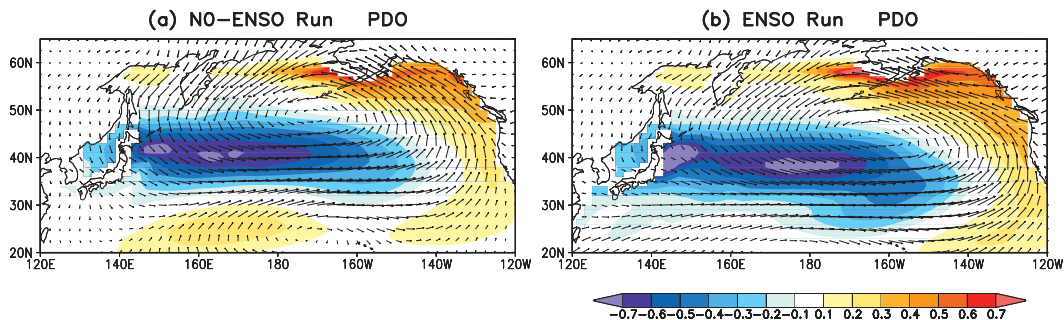 (a) NO-ENSO Run PDO
(b) ENSO Run PDO
60N
50N
40N
30N
20N
120E 140E 160E 180 160W 140W 120W
60N
50N
40N
30N
20N
120E 140E 160E 180 160W 140W 120W
-0.7 -0.6 -0.5 -0.4 -0.3 -0.2 -0.1 0.1 0.2 0.3 0.4 0.5 0.6 0.7